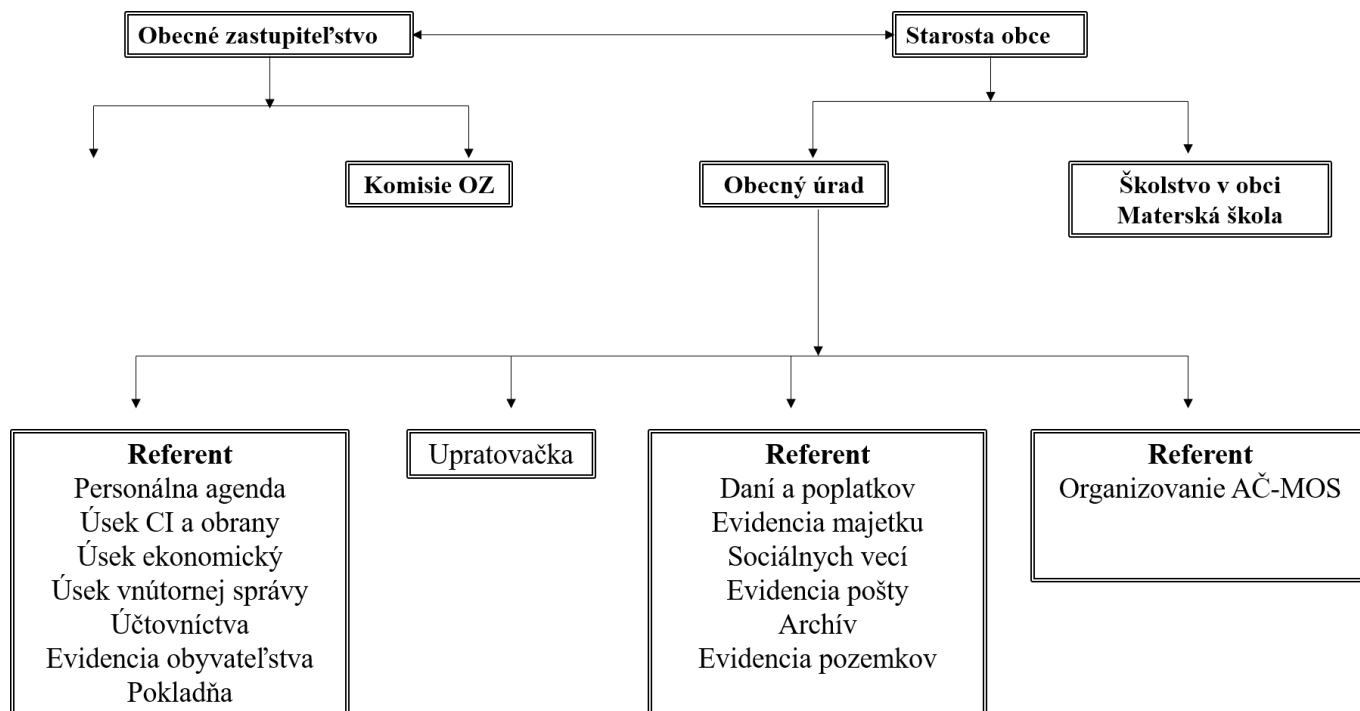 Obecné zastupiteľstvo
Starosta obce
Komisie OZ
Obecný úrad
Školstvo v obci
Materská škola
Referent
Personálna agenda
Úsek CI a obrany
Úsek ekonomický
Úsek vnútornej správy
Účtovníctva
Evidencia obyvateľstva
Pokladňa
Upratovačka
Referent
Daní a poplatkov
Evidencia majetku
Sociálnych vecí
Evidencia pošty
Archív
Evidencia pozemkov
Referent
Organizovanie AČ-MOS